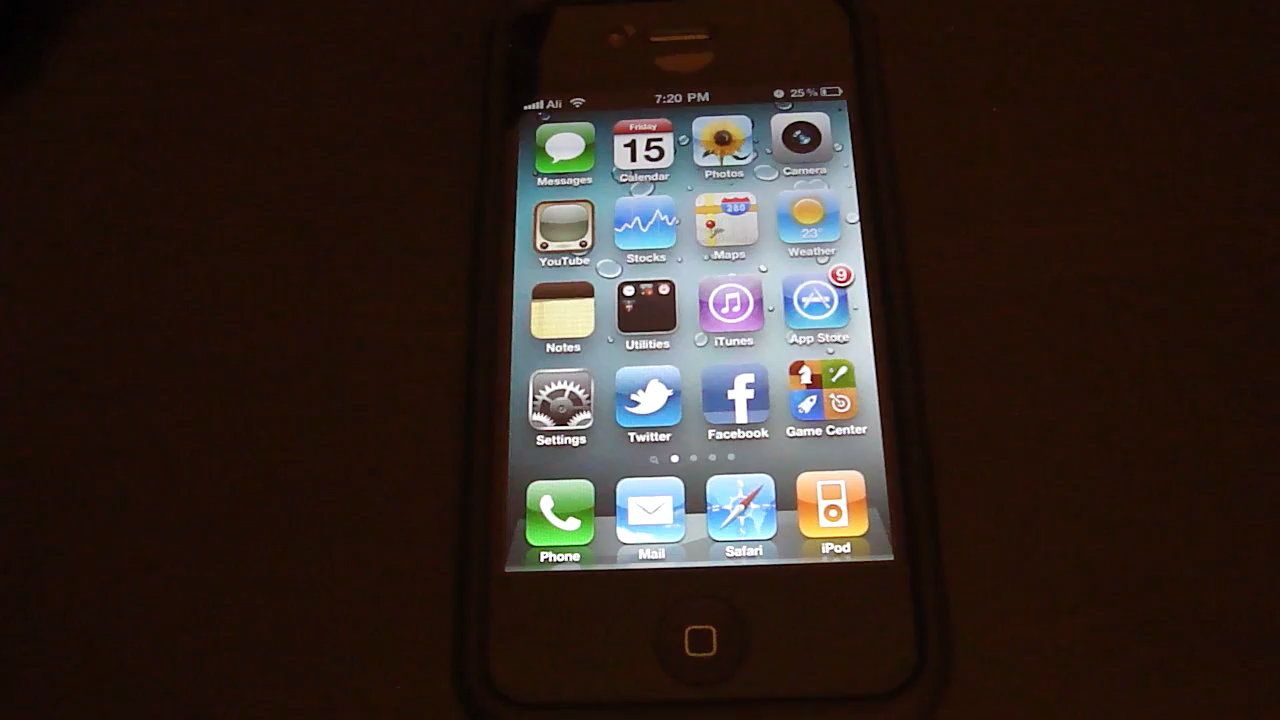 Ali 7:20 PM 25%
Friday
15
Messages Calendar Photos Camera
280
23°
YouTube Stocks Maps Weather
9
Notes Utilities iTunes App Store
Settings Twitter Facebook Game Center
Phone Mail Safari iPod